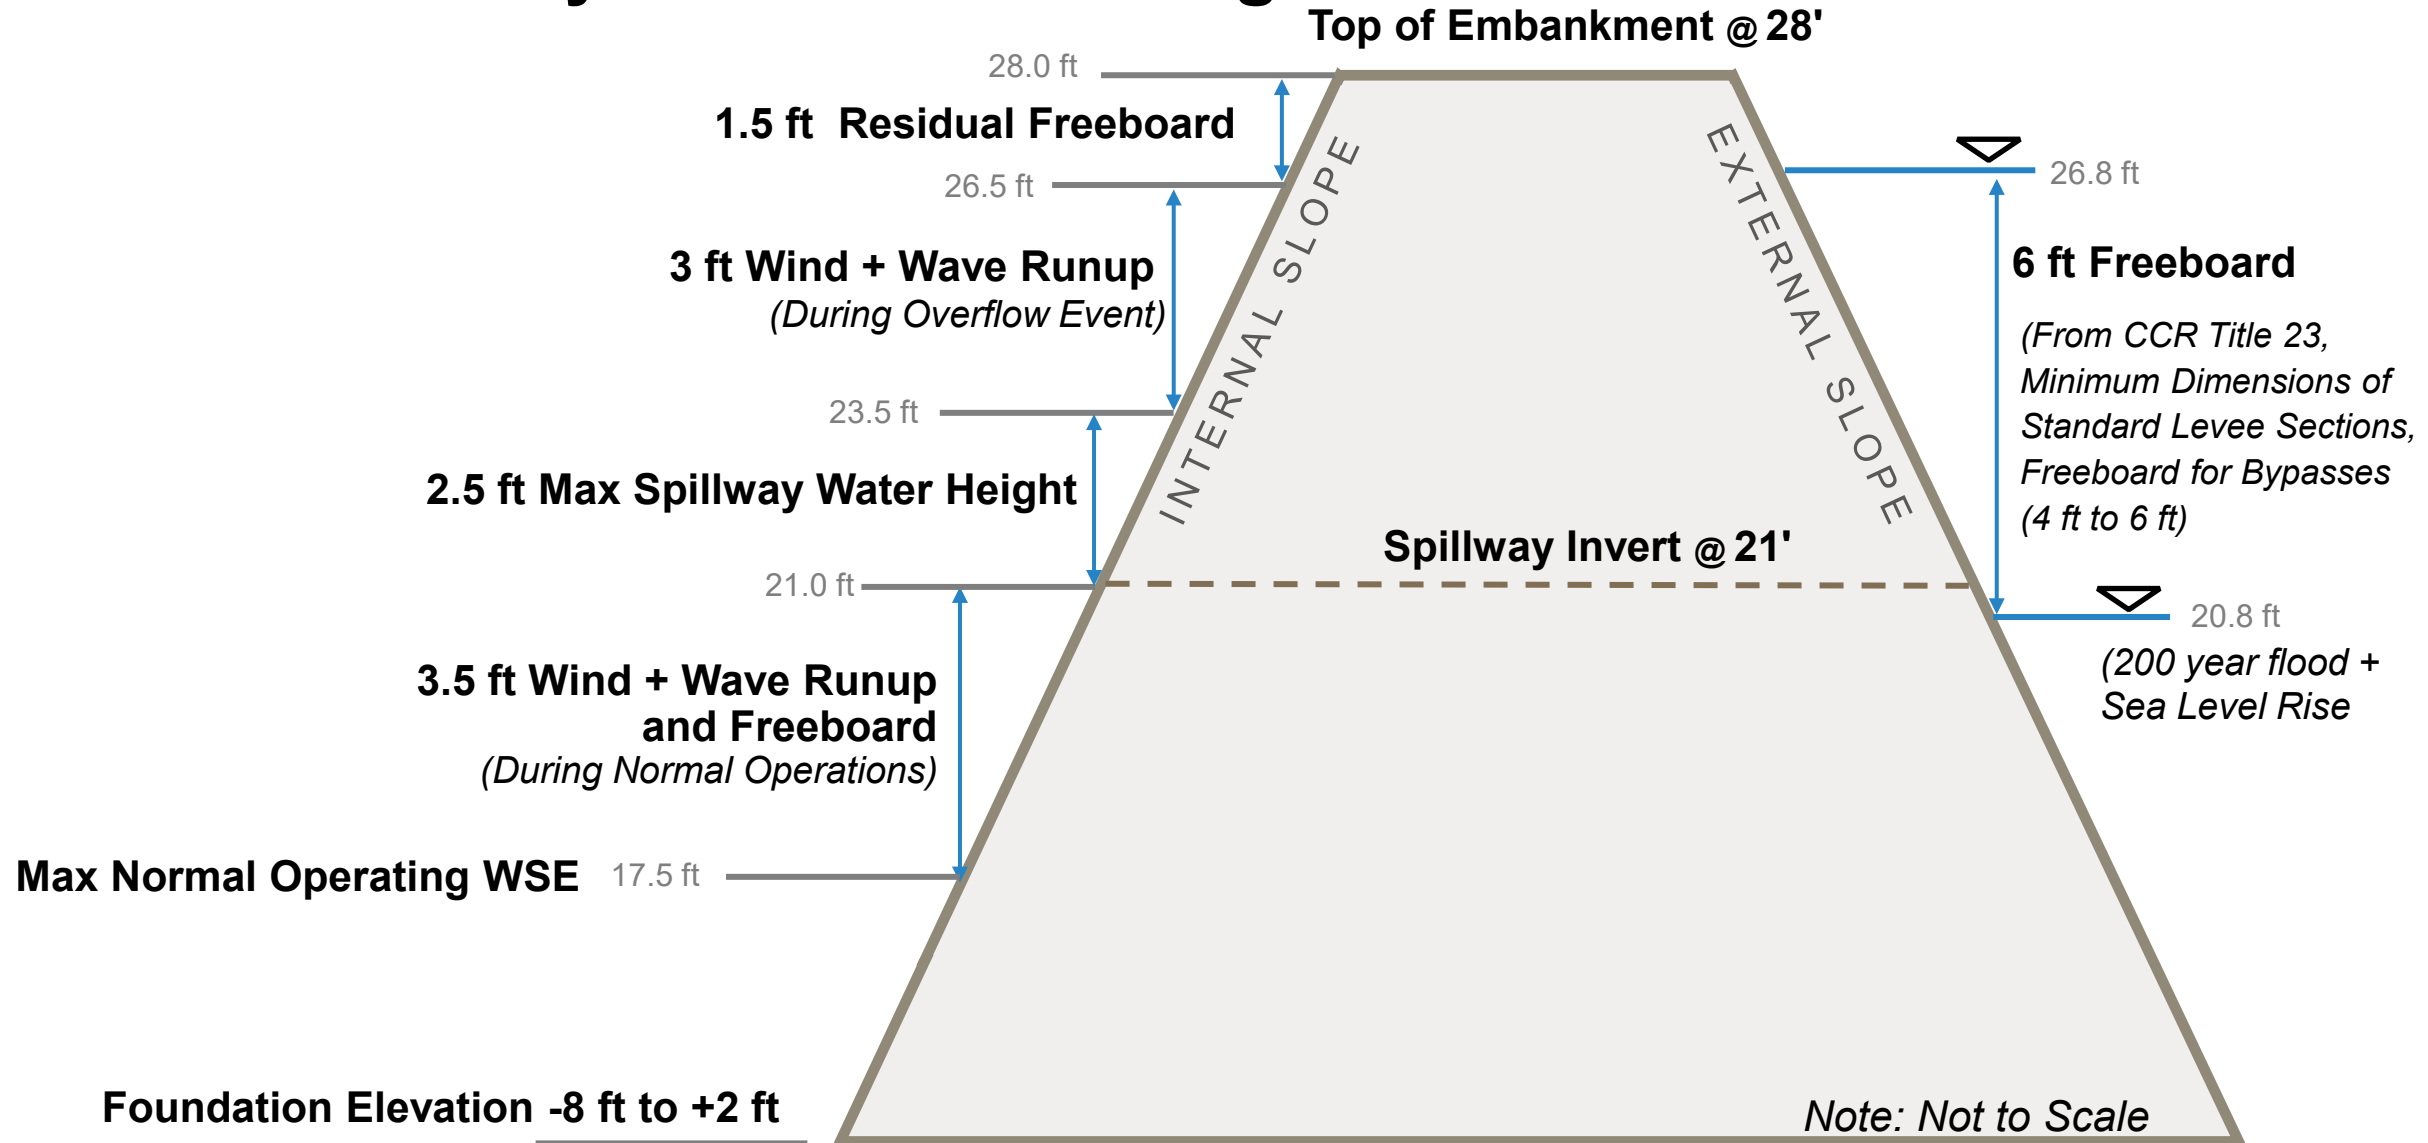 Top of Embankment @ 28'
28.0 ft
1.5 ft Residual Freeboard
26.5 ft
3 ft Wind + Wave Runup
(During Overflow Event)
23.5 ft
2.5 ft Max Spillway Water Height
21.0 ft
3.5 ft Wind + Wave Runup
and Freeboard
(During Normal Operations)
Max Normal Operating WSE 17.5 ft
Foundation Elevation -8 ft to +2 ft
INTERNAL SLOPE
Spillway Invert @ 21'
EXTERNAL SLOPE
26.8 ft
6 ft Freeboard
(From CCR Title 23,
Minimum Dimensions of
Standard Levee Sections,
Freeboard for Bypasses
(4 ft to 6 ft)
20.8 ft
(200 year flood +
Sea Level Rise
Note: Not to Scale